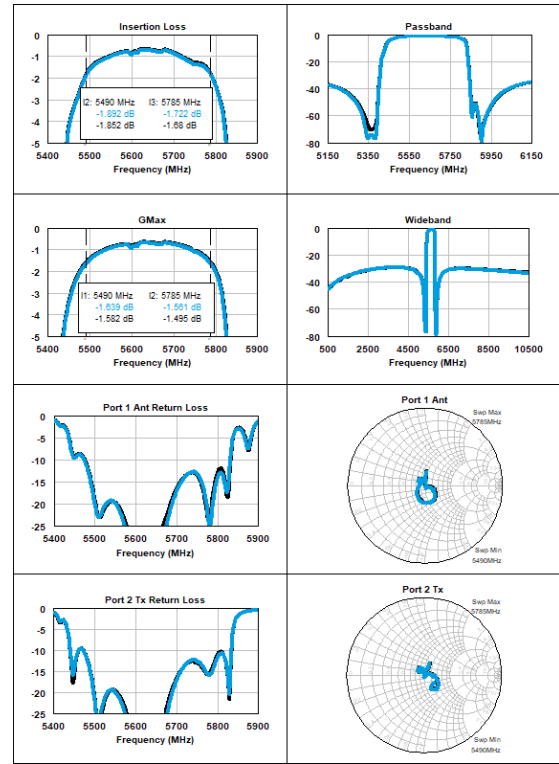 Insertion Loss
0
-1
-2
-3
-4
-5
I2: 5490 MHz I3: 5785 MHz
-1.892 dB -1.722 dB
-1.852 dB -1.68 dB
5400 5500 5600 5700 5800 5900
Frequency (MHz)
Passband
0
-20
-40
-60
-80
5150 5350 5550 5750 5950 6150
Frequency (MHz)
GMax
0
-1
-2
-3
-4
-5
I1: 5490 MHz I2: 5785 MHz
-1.639 dB -1.561 dB
-1.582 dB -1.495 dB
5400 5500 5600 5700 5800 5900
Frequency (MHz)
Wideband
0
-20
-40
-60
-80
500 2500 4500 6500 8500 10500
Frequency (MHz)
Port 1 Ant Return Loss
0
-5
-10
-15
-20
-25
5400 5500 5600 5700 5800 5900
Frequency (MHz)
Port 1 Ant
Swp Max
5785MHz
Swp Min
5490MHz
Port 2 Tx Return Loss
0
-5
-10
-15
-20
-25
5400 5500 5600 5700 5800 5900
Frequency (MHz)
Port 2 Tx
Swp Max
5785MHz
Swp Min
5490MHz